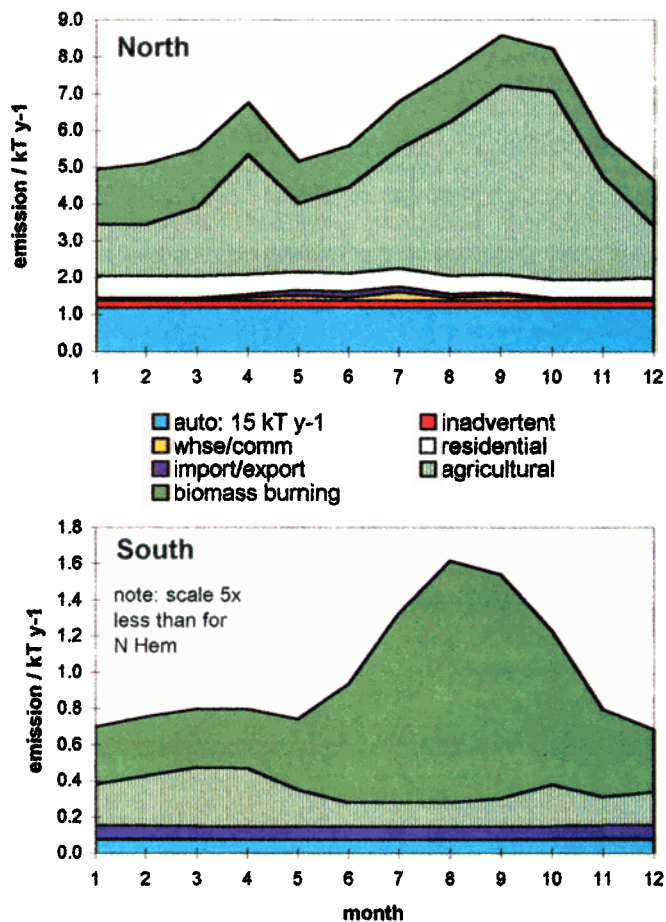 North
emission / kT y-1
9.0
8.0
7.0
6.0
5.0
4.0
3.0
2.0
1.0
0.0
1 2 3 4 5 6 7 8 9 10 11 12
auto: 15 kT y-1
inadvertent
whse/comm
residential
import/export
agricultural
biomass burning
South
note: scale 5x
less than for
N Hem
emission / kT y-1
1.8
1.6
1.4
1.2
1.0
0.8
0.6
0.4
0.2
0.0
1 2 3 4 5 6 7 8 9 10 11 12
month